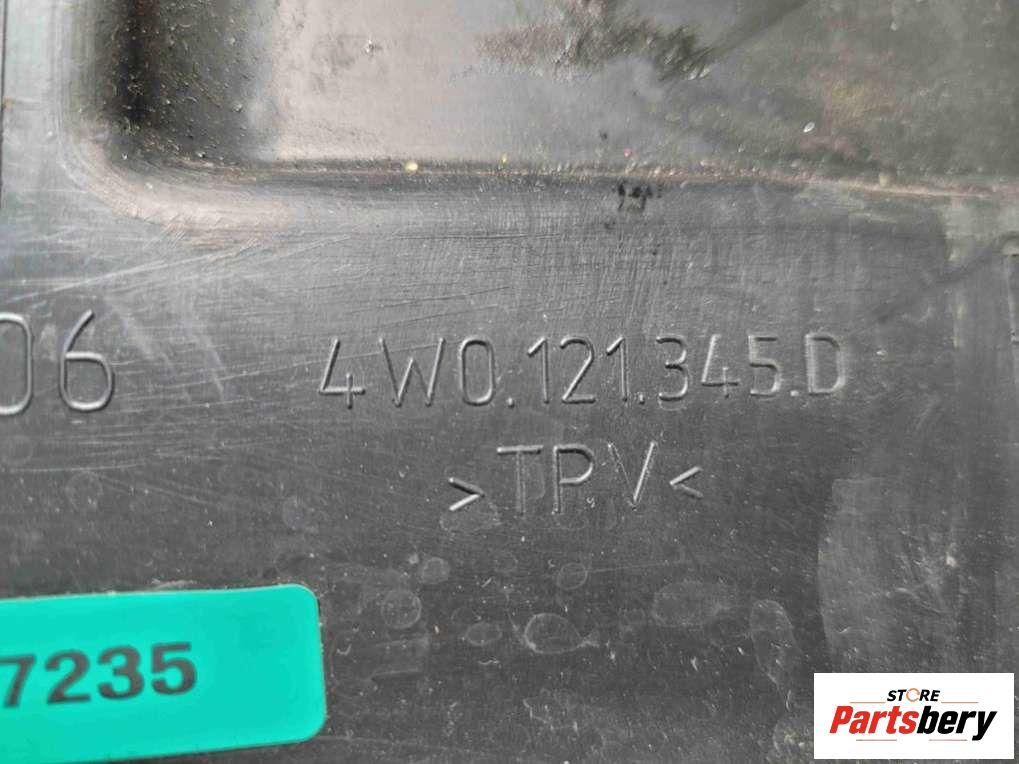 06
4W0.121.345.D
>TPV<
7235
STORE
Partsbery